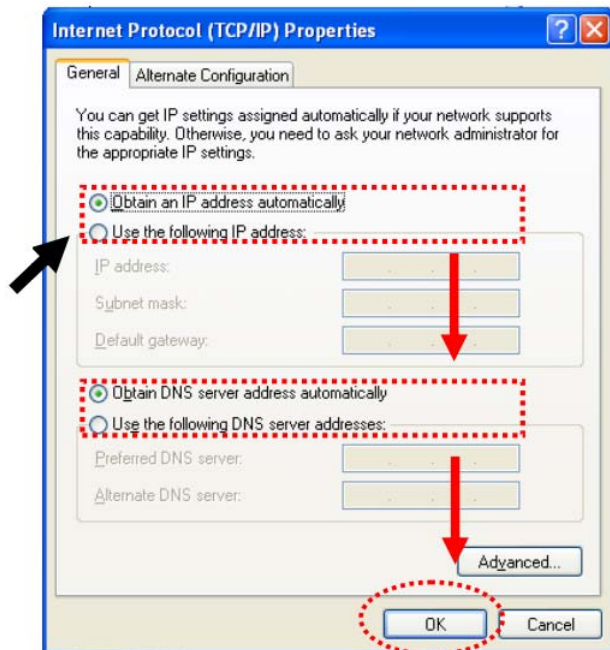 Internet Protocol (TCP/IP) Properties
General
Alternate Configuration
You can get IP settings assigned automatically if your network supports
this capability. Otherwise, you need to ask your network administrator for
the appropriate IP settings.
Obtain an IP address automatically
Use the following IP address:
IP address:
Subnet mask:
Default gateway:
Obtain DNS server address automatically
Use the following DNS server addresses:
Preferred DNS server:
Alternate DNS server:
Advanced...
OK
Cancel